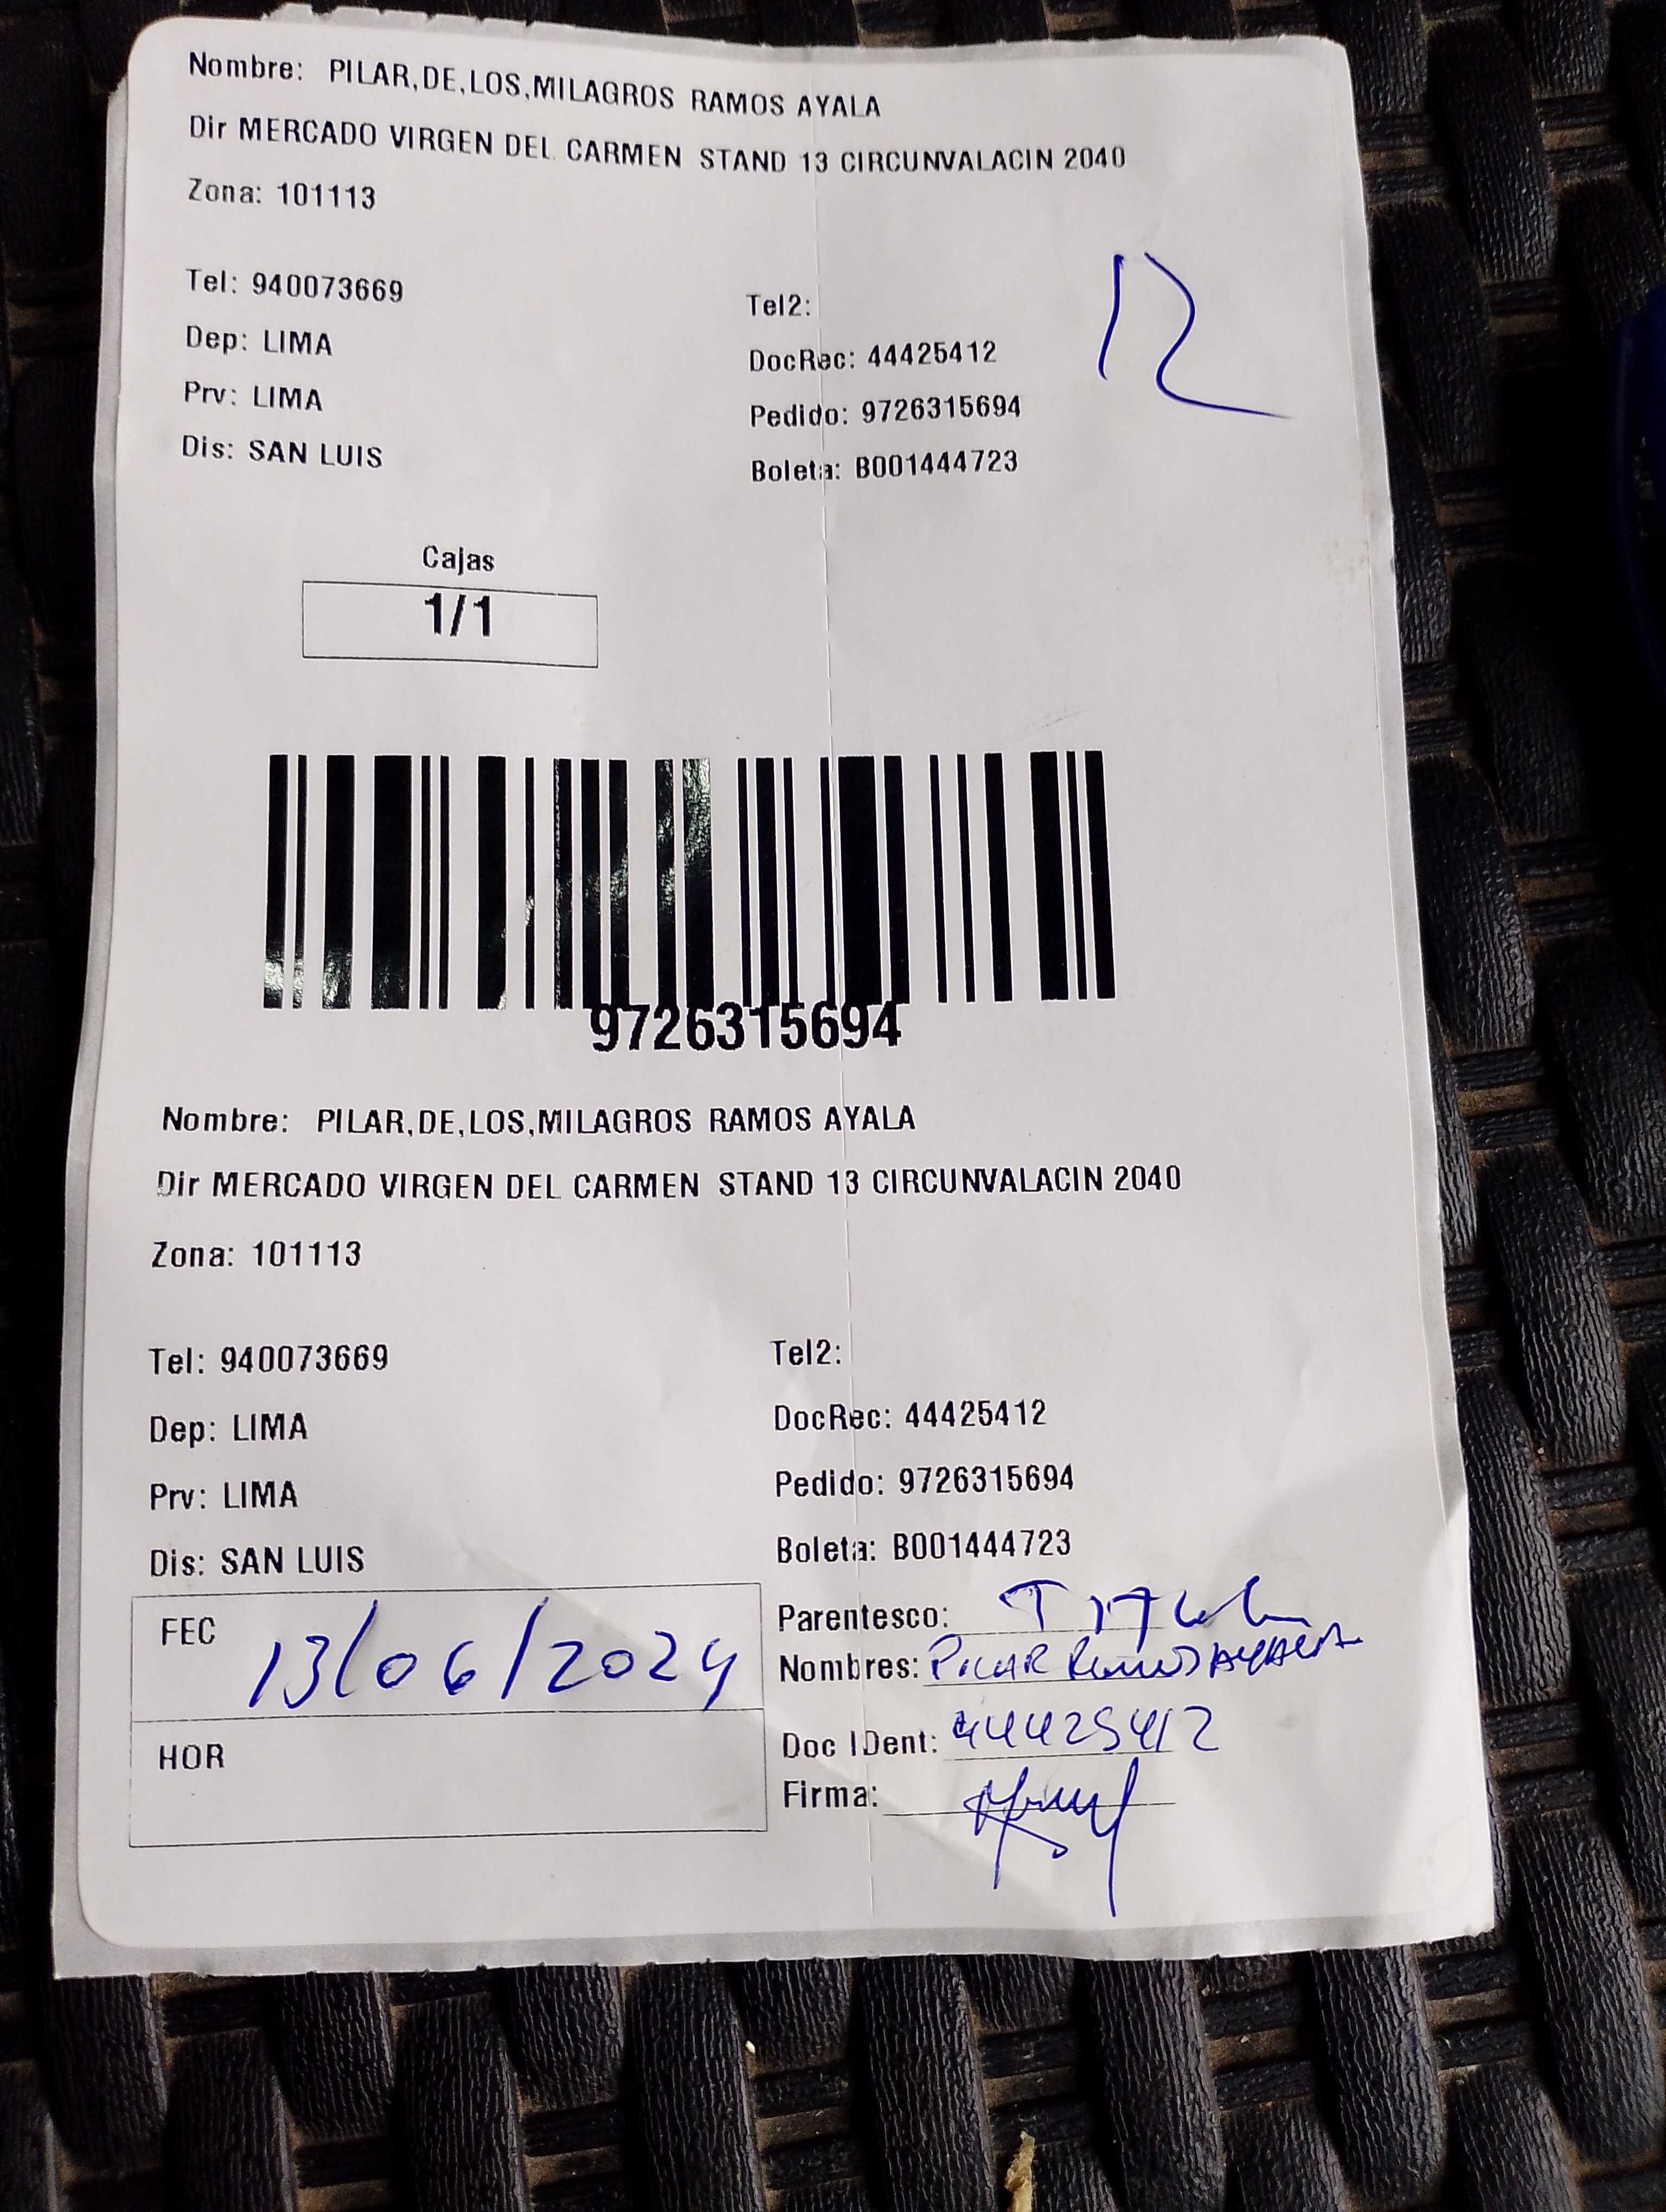 Nombre: PILAR,DE,LOS,MILAGROS RAMOS AYALA
Dir MERCADO VIRGEN DEL CARMEN STAND 13 CIRCUNVALACIN 2040
Zona: 101113
12
Tel: 940073669
Tel2:
Dep: LIMA
DocRec: 44425412
Prv: LIMA
Pedido: 9726315694
Dis: SAN LUIS
Boleta: B001444723
Cajas
1/1
9726315694
Nombre: PILAR,DE,LOS,MILAGROS RAMOS AYALA
Dir MERCADO VIRGEN DEL CARMEN STAND 13 CIRCUNVALACIN 2040
Zona: 101113
Tel: 940073669
Tel2:
Dep: LIMA
DocRec: 44425412
Prv: LIMA
Pedido: 9726315694
Dis: SAN LUIS
Boleta: B001444723
FEC 13/06/2024
Parentesco:
Nombres: PILAR RAMOS AYALA
HOR
Doc IDent: 44425412
Firma: